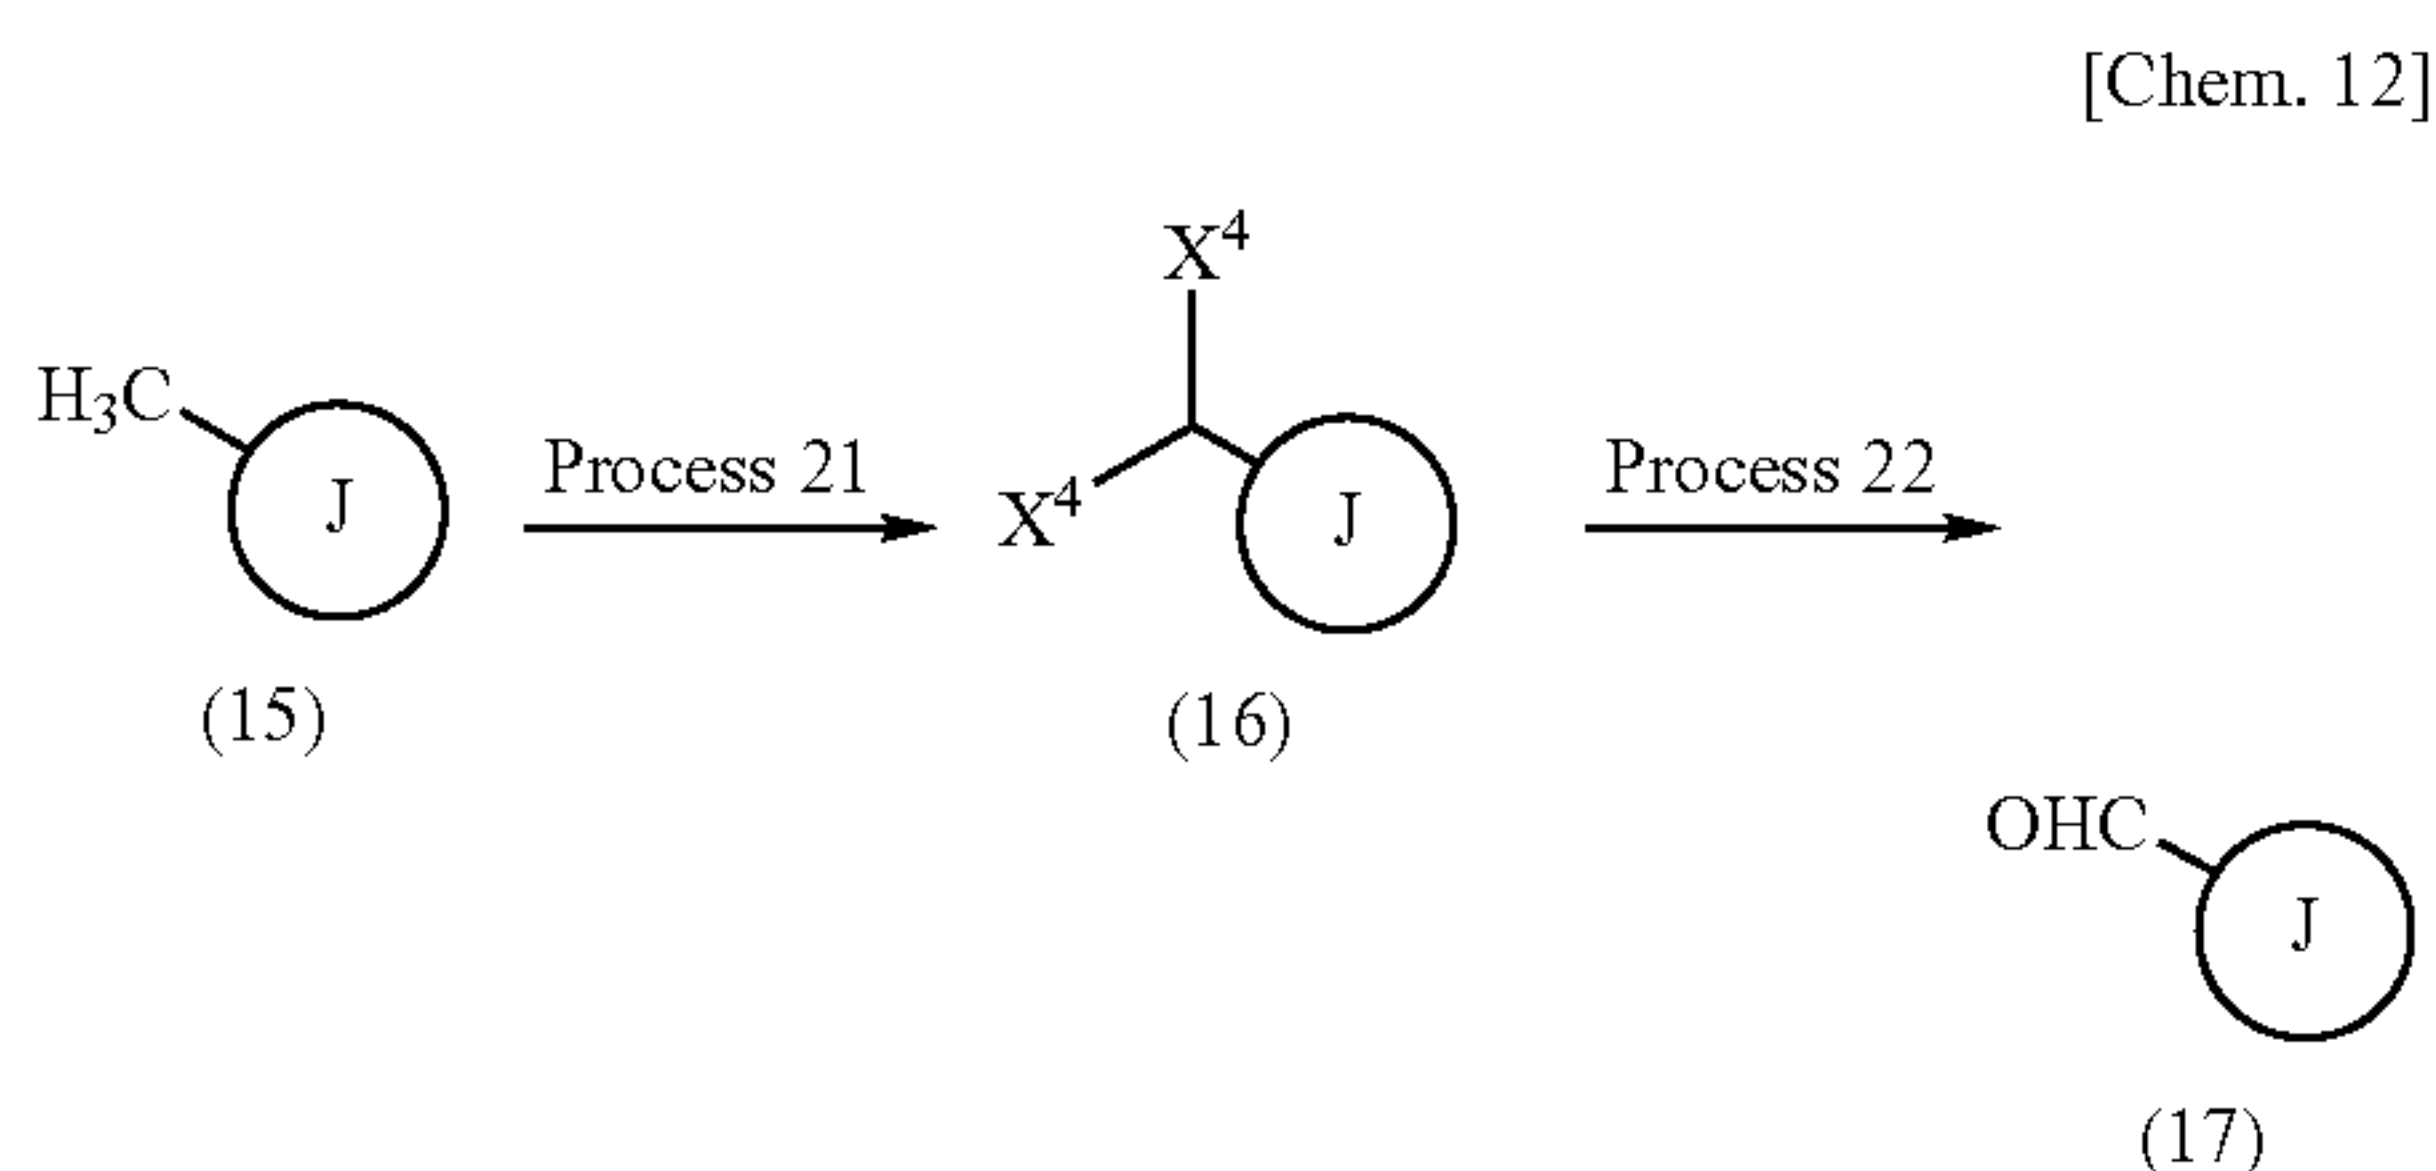 [Chem. 12]
X⁴
H₃C
Process 21
Process 22
J
X⁴
J
(15)
(16)
OHC
J
(17)